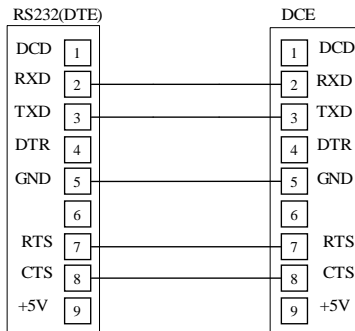 RS232(DTE) DCE
DCD 1 1 DCD
RXD 2 2 RXD
TXD 3 3 TXD
DTR 4 4 DTR
GND 5 5 GND
6 6
RTS 7 7 RTS
CTS 8 8 CTS
+5V 9 9 +5V